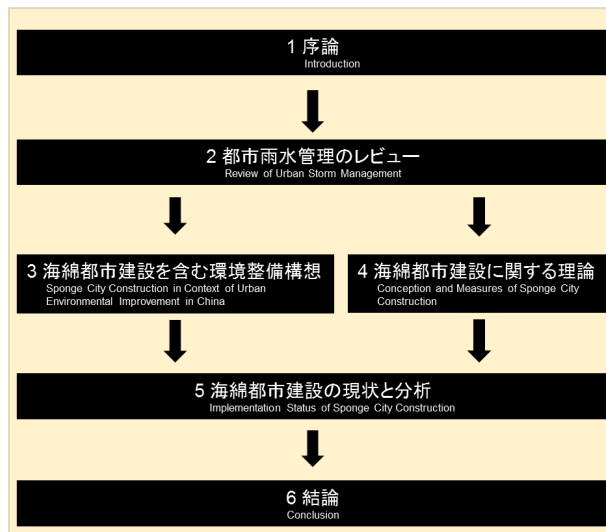 1 序論
Introduction
2 都市雨水管理のレビュー
Review of Urban Storm Management
3 海綿都市建設を含む環境整備構想
Sponge City Construction in Context of Urban
Environmental Improvement in China
4 海綿都市建設に関する理論
Conception and Measures of Sponge City
Construction
5 海綿都市建設の現状と分析
Implementation Status of Sponge City Construction
6 結論
Conclusion